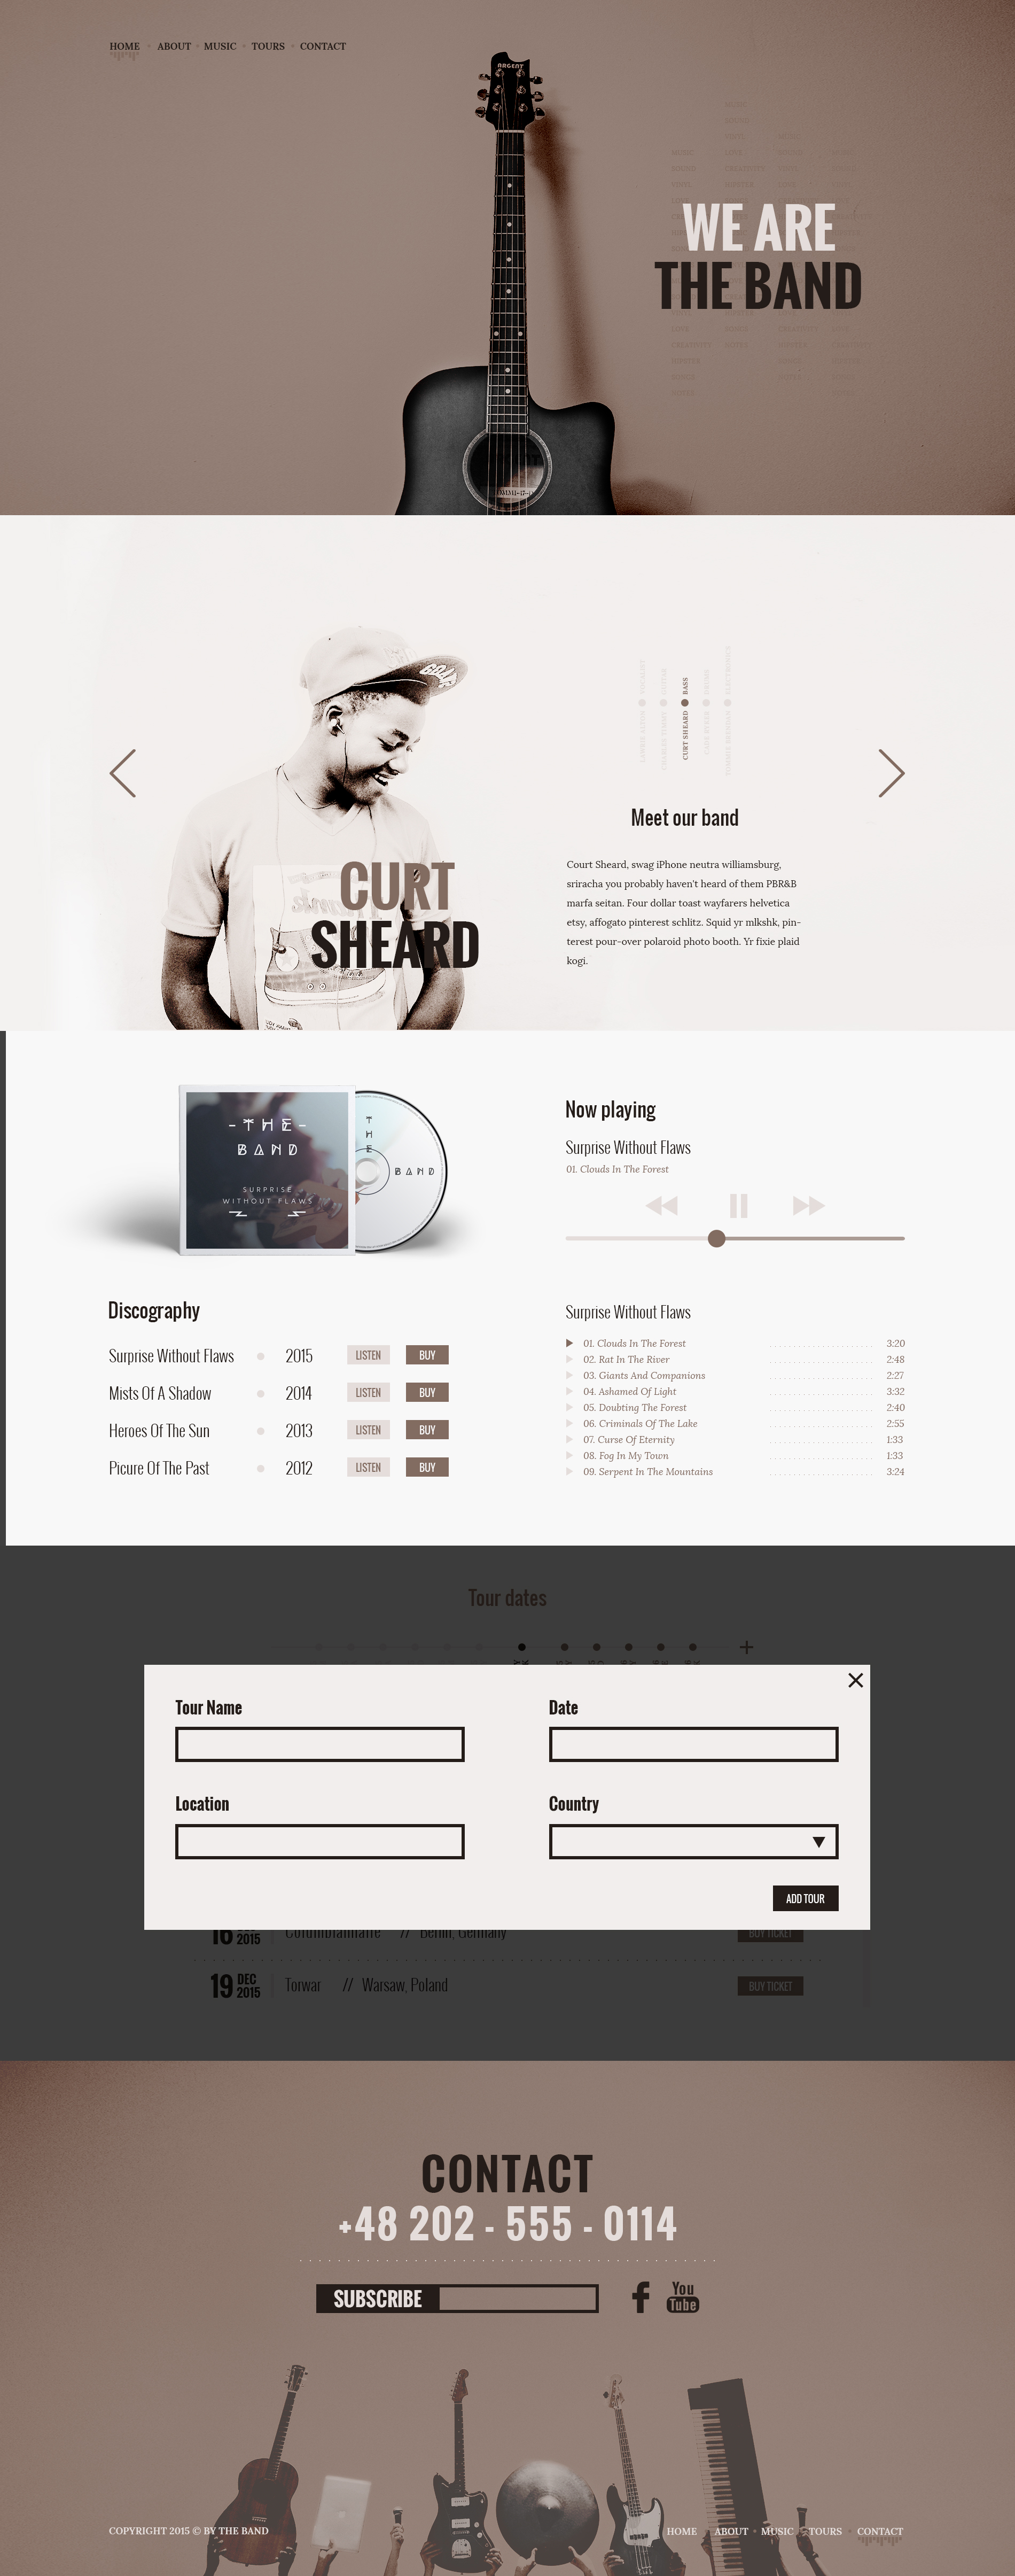 HOME ABOUT MUSIC TOURS CONTACT
ARGENT
WE ARE
THE BAND
VOCALIST GUITAR BASS DRUMS
CURT SHEARD
Meet our band
CURT
SHEARD
Court Sheard, swag iPhone neutra williamsburg,
sriracha you probably haven't heard of them PBR&B
marfa seitan. Four dollar toast wayfarers helvetica
etsy, affogato pinterest schlitz. Squid yr mlkshk, pin-
terest pour-over polaroid photo booth. Yr fixie plaid
kogi.
-THE-
BAND
SURPRISE
WITHOUT FLAWS
THE
BAND
Now playing
Surprise Without Flaws
01. Clouds In The Forest
Discography
Surprise Without Flaws 2015 LISTEN BUY
Mists Of A Shadow 2014 LISTEN BUY
Heroes Of The Sun 2013 LISTEN BUY
Picure Of The Past 2012 LISTEN BUY
Surprise Without Flaws
01. Clouds In The Forest 3:20
02. Rat In The River 2:48
03. Giants And Companions 2:27
04. Ashamed Of Light 3:32
05. Doubting The Forest 2:40
06. Criminals Of The Lake 2:55
07. Curse Of Eternity 1:33
08. Fog In My Town 1:33
09. Serpent In The Mountains 3:24
Tour dates
Tour Name Date
Location Country
ADD TOUR
16 2015 // Berlin, Germany BUY TICKET
19 DEC 2015 Torwar // Warsaw, Poland BUY TICKET
CONTACT
+48 202 - 555 - 0114
SUBSCRIBE
You
Tube
COPYRIGHT 2015 © BY THE BAND
HOME ABOUT MUSIC TOURS CONTACT